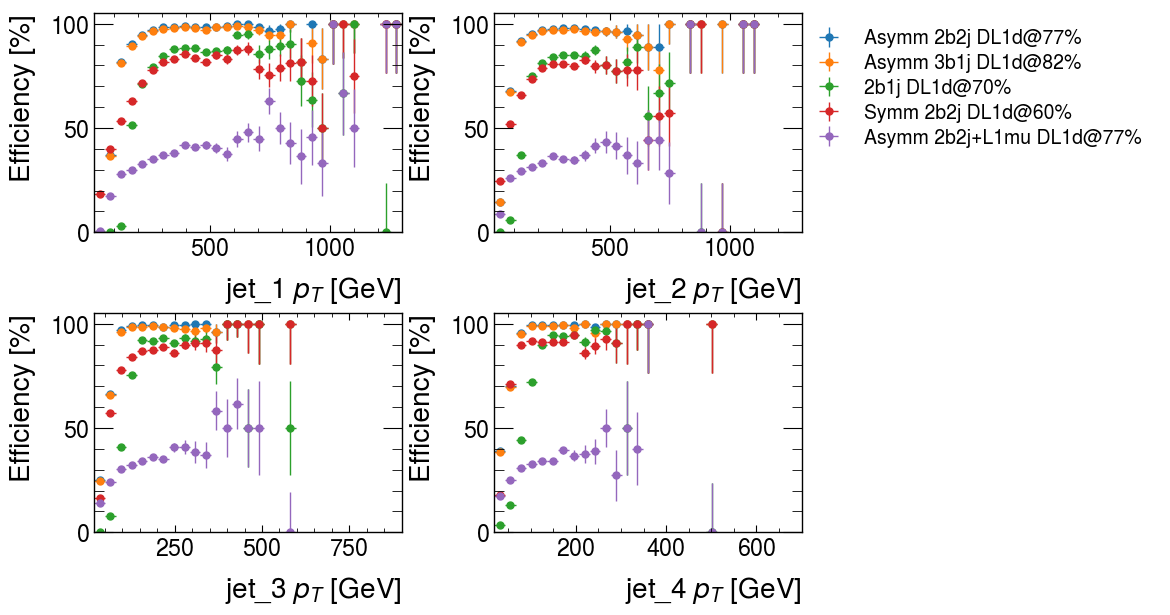 Efficiency [%]
100
50
0
500
1000
jet_1 p_T [GeV]
Efficiency [%]
100
50
0
500
1000
jet_2 p_T [GeV]
Asymm 2b2j DL1d@77%
Asymm 3b1j DL1d@82%
2b1j DL1d@70%
Symm 2b2j DL1d@60%
Asymm 2b2j+L1mu DL1d@77%
Efficiency [%]
100
50
0
250
500
750
jet_3 p_T [GeV]
Efficiency [%]
100
50
0
200
400
600
jet_4 p_T [GeV]